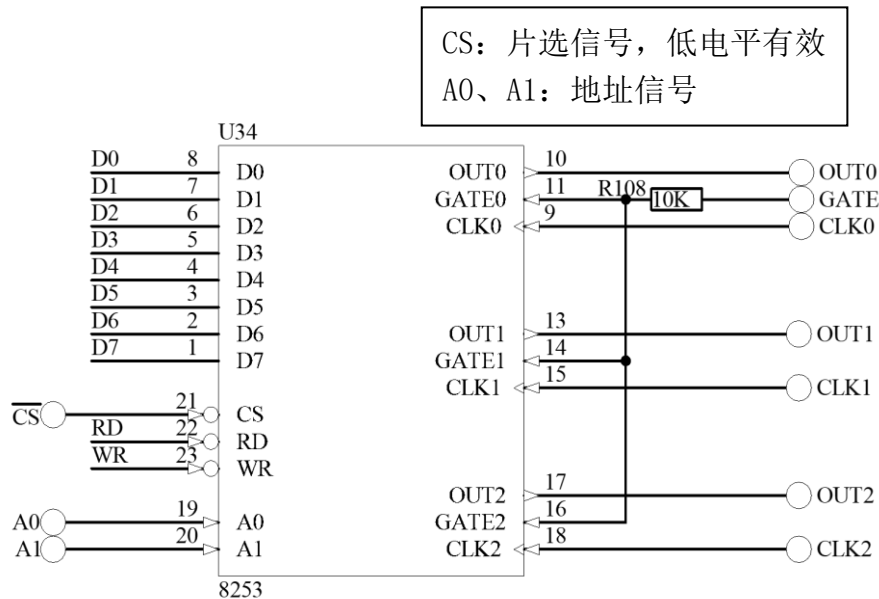 CS: 片选信号，低电平有效
A0、A1: 地址信号
U34
D0 8 D0 OUT0 10 OUT0
D1 7 D1 GATE0 11 R108 10K GATE
D2 6 D2 CLK0 9 CLK0
D3 5 D3
D4 4 D4
D5 3 D5
D6 2 D6 OUT1 13 OUT1
D7 1 D7 GATE1 14
CLK1 15 CLK1
CS 21 CS
RD 22 RD
WR 23 WR
OUT2 17 OUT2
A0 19 A0 GATE2 16
A1 20 A1 CLK2 18 CLK2
8253